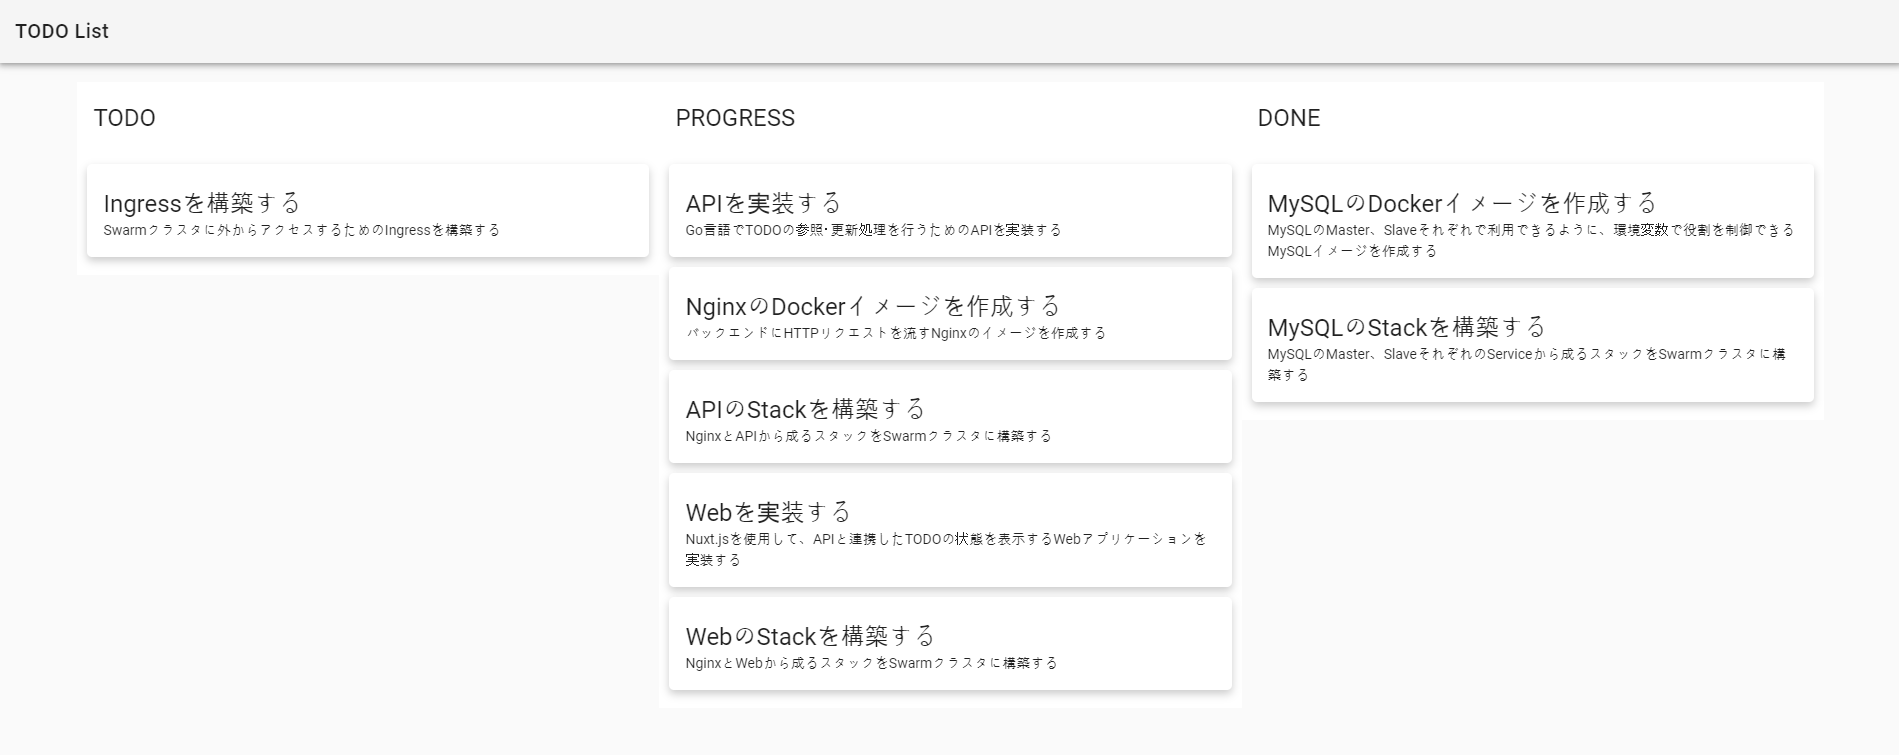 TODO List
TODO
Ingressを構築する
Swarmクラスタに外からアクセスするためのIngressを構築する
PROGRESS
APIを実装する
Go言語でTODOの参照・更新処理を行うためのAPIを実装する
NginxのDockerイメージを作成する
バックエンドにHTTPリクエストを流すNginxのイメージを作成する
APIのStackを構築する
NginxとAPIから成るスタックをSwarmクラスタに構築する
Webを実装する
Nuxt.jsを使用して、APIと連携したTODOの状態を表示するWebアプリケーションを
実装する
WebのStackを構築する
NginxとWebから成るスタックをSwarmクラスタに構築する
DONE
MySQLのDockerイメージを作成する
MySQLのMaster、Slaveそれぞれで利用できるように、環境変数で役割を制御できる
MySQLイメージを作成する
MySQLのStackを構築する
MySQLのMaster、SlaveそれぞれのServiceから成るスタックをSwarmクラスタに構
築する